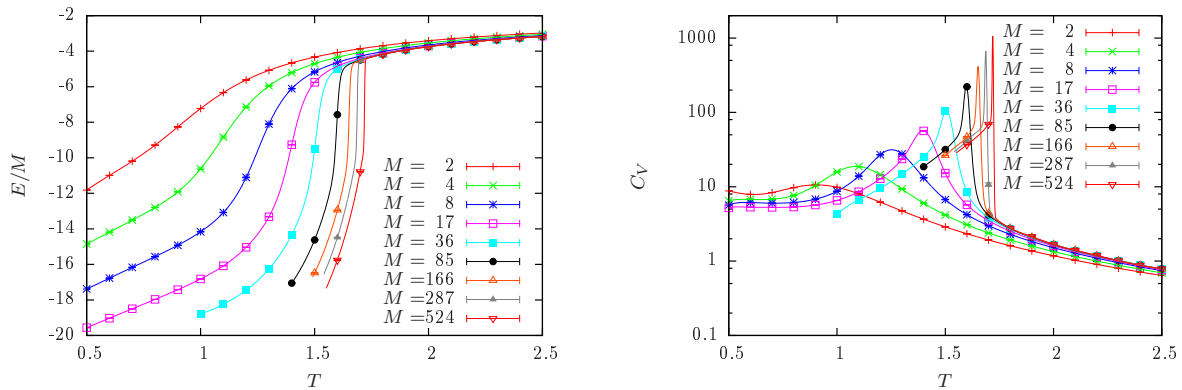 -2
-4
-6
-8
-10
-12
-14
-16
-18
-20
E/M
0.5
1
1.5
2
2.5
T
M = 2
M = 4
M = 8
M = 17
M = 36
M = 85
M =166
M =287
M =524
1000
100
10
1
0.1
C_V
0.5
1
1.5
2
2.5
T
M = 2
M = 4
M = 8
M = 17
M = 36
M = 85
M =166
M =287
M =524